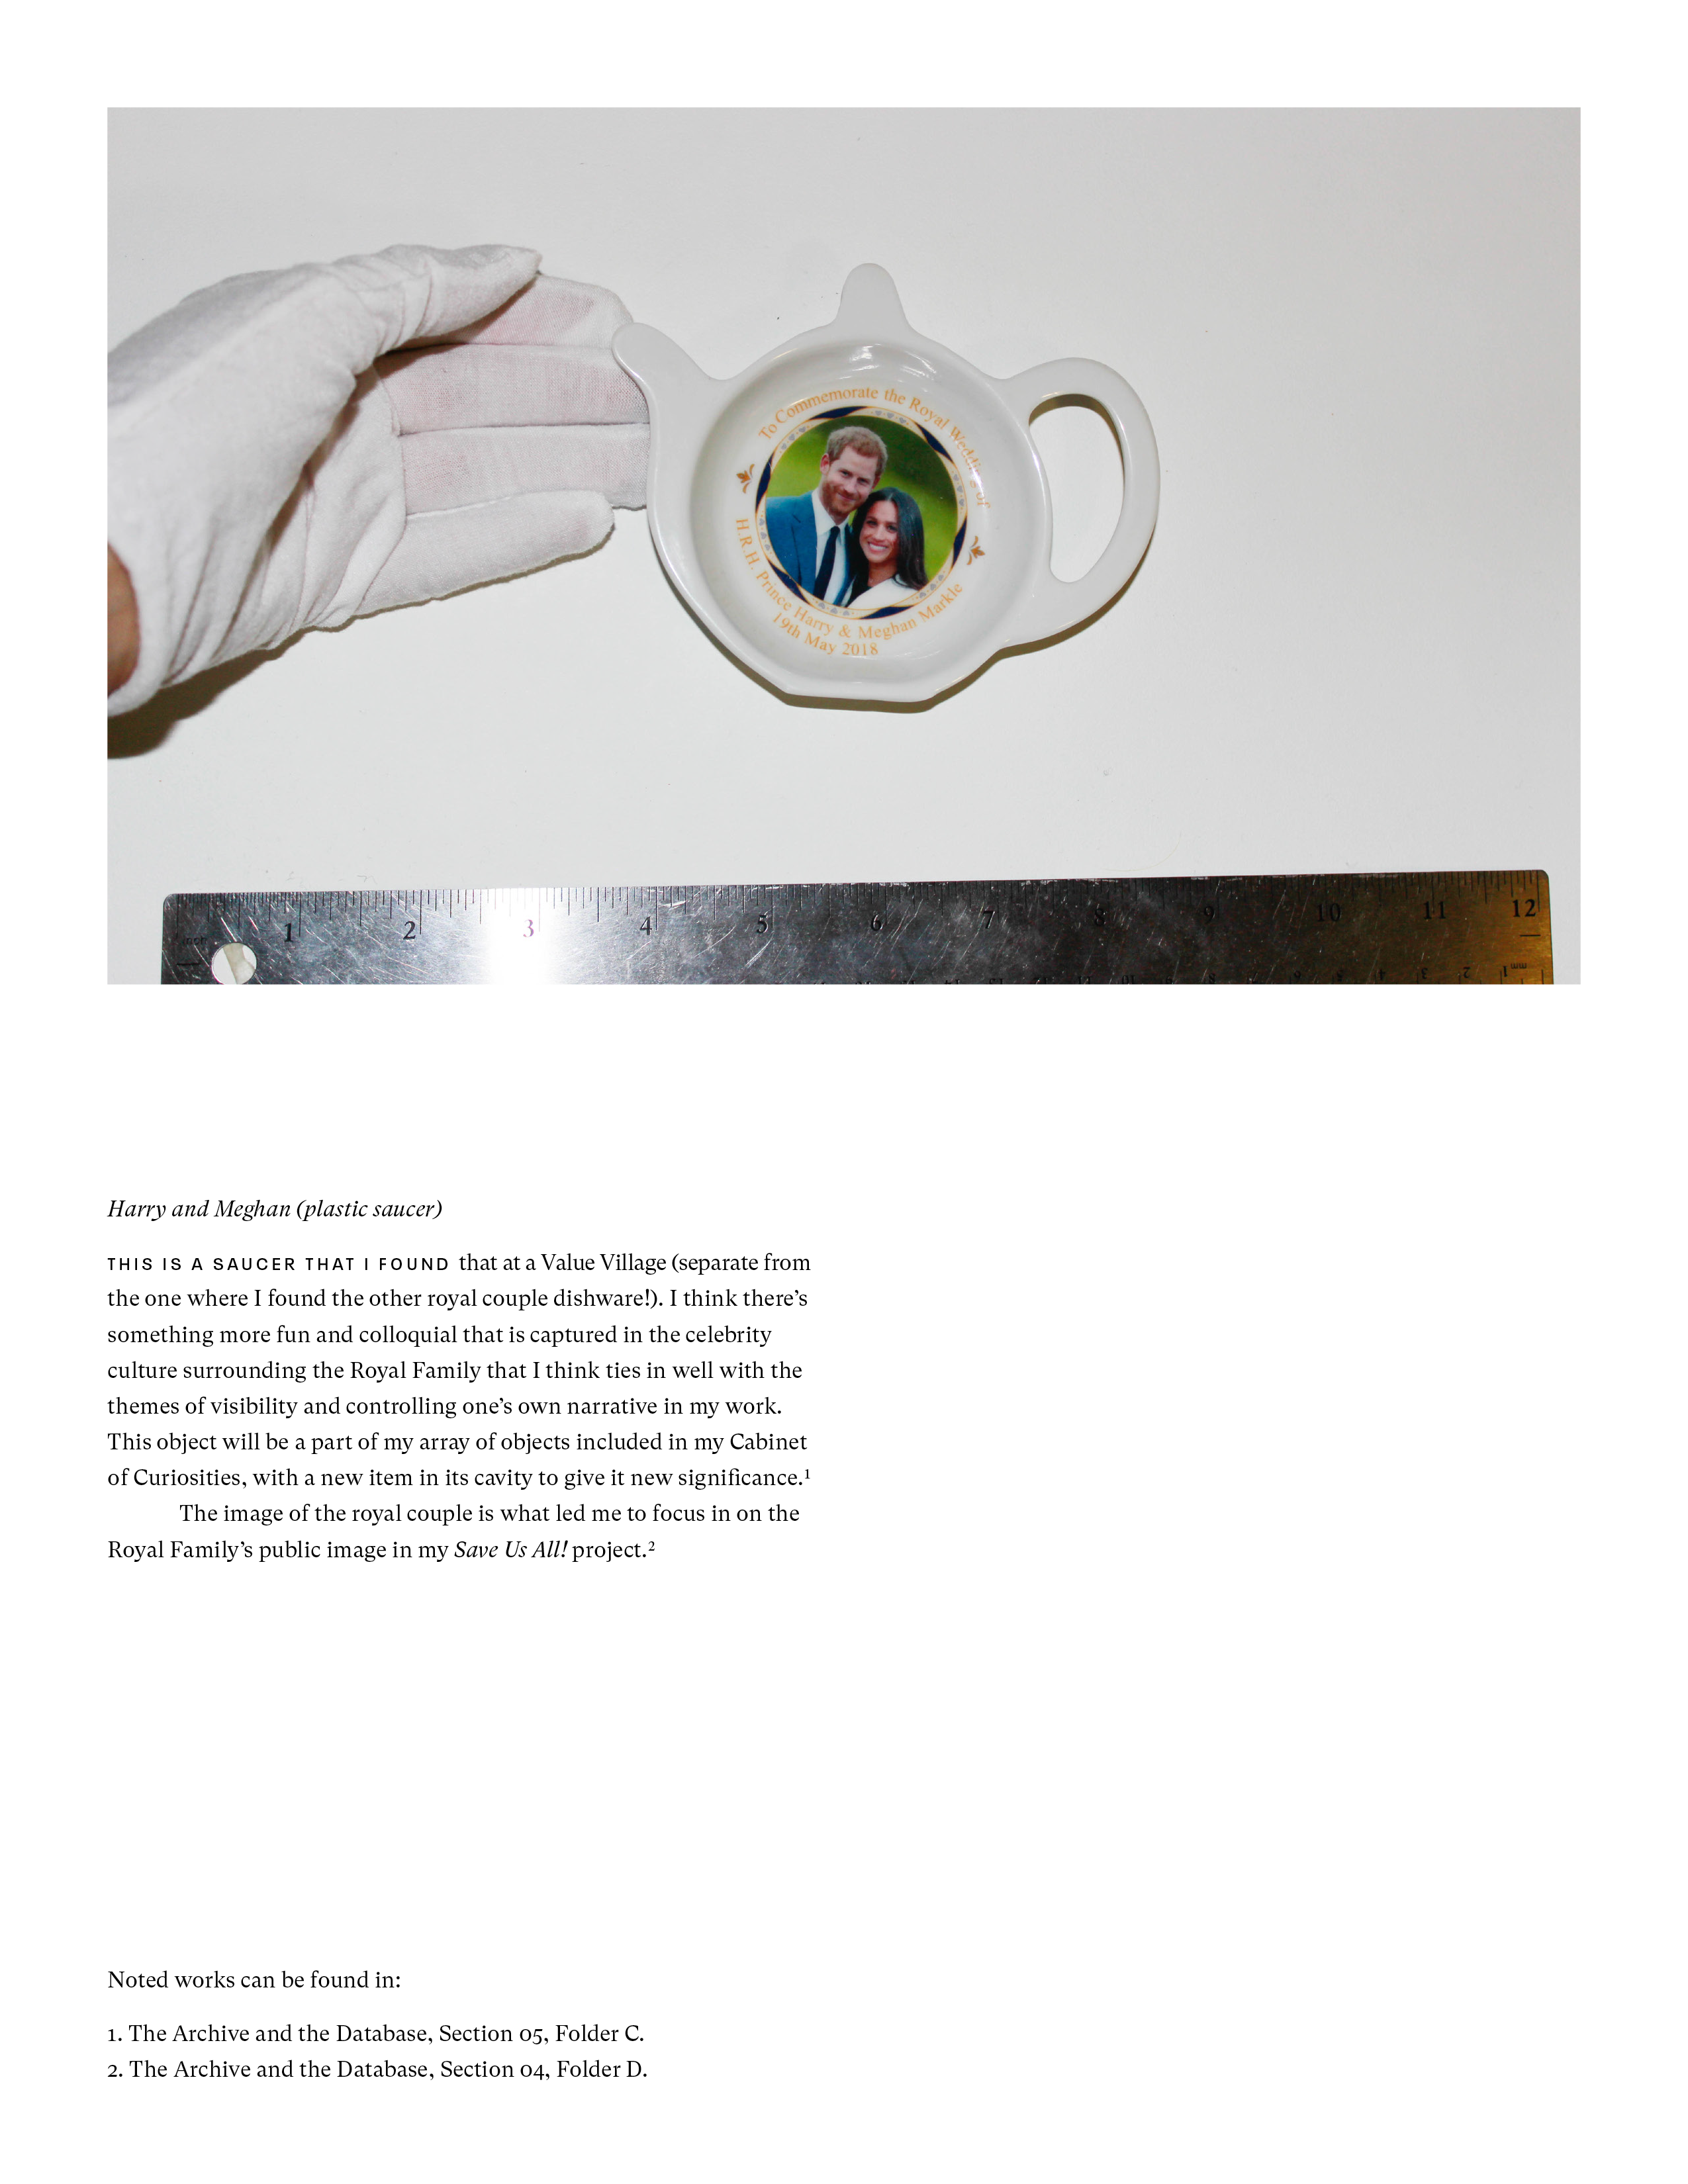 To Commemorate the Royal Wedding of
H.R.H. Prince Harry & Meghan Markle
19th May 2018
inch
1 2 3 4 5 6 7 8 9 10 11 12
mm 1 2 3 4 5 6
Harry and Meghan (plastic saucer)
THIS IS A SAUCER THAT I FOUND that at a Value Village (separate from
the one where I found the other royal couple dishware!). I think there’s
something more fun and colloquial that is captured in the celebrity
culture surrounding the Royal Family that I think ties in well with the
themes of visibility and controlling one’s own narrative in my work.
This object will be a part of my array of objects included in my Cabinet
of Curiosities, with a new item in its cavity to give it new significance.¹
The image of the royal couple is what led me to focus in on the
Royal Family’s public image in my Save Us All! project.²
Noted works can be found in:
1. The Archive and the Database, Section 05, Folder C.
2. The Archive and the Database, Section 04, Folder D.